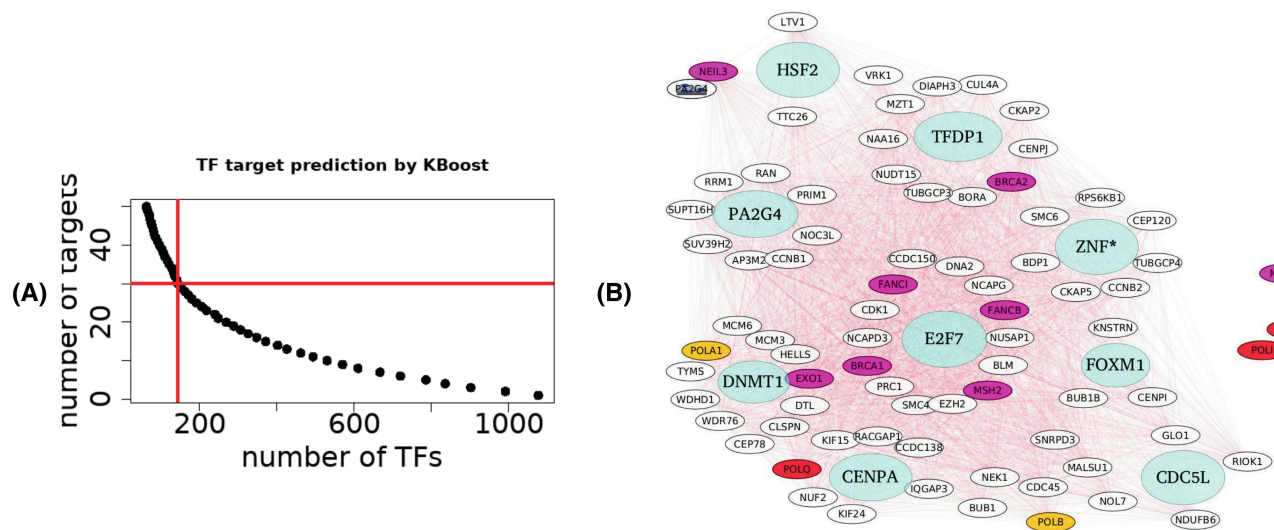 (A)
TF target prediction by KBoost
number of targets
0
20
40
200
600
1000
number of TFs
(B)
LTV1
HSF2
NEIL3
PA2G4
VRK1
DIAPH3
CUL4A
MZT1
CKAP2
TTC26
TFDP1
NAA16
CENPJ
RAN
NUDT15
RRM1
BRCA2
PRIM1
TUBGCP3
BORA
RPS6KB1
SUPT16H
PA2G4
SMC6
CEP120
NOC3L
SUV39H2
ZNF*
AP3M2
CCNB1
CCDC150
DNA2
BDP1
TUBGCP4
FANCI
NCAPG
CKAP5
CCNB2
CDK1
FANCB
MCM6
KNSTRN
MCM3
NCAPD3
E2F7
NUSAP1
POLA1
HELLS
FOXM1
POLI
TYMS
BRCA1
BLM
DNMT1
EXO1
PRC1
MSH2
WDHD1
DTL
SMC4
EZH2
BUB1B
CENPI
WDR76
CLSPN
CEP78
KIF15
RACGAP1
SNRPD3
GLO1
CCDC138
POLQ
MALSU1
RIOK1
CENPA
NEK1
CDC5L
NUF2
IQGAP3
CDC45
NOL7
KIF24
BUB1
POLB
NDUFB6